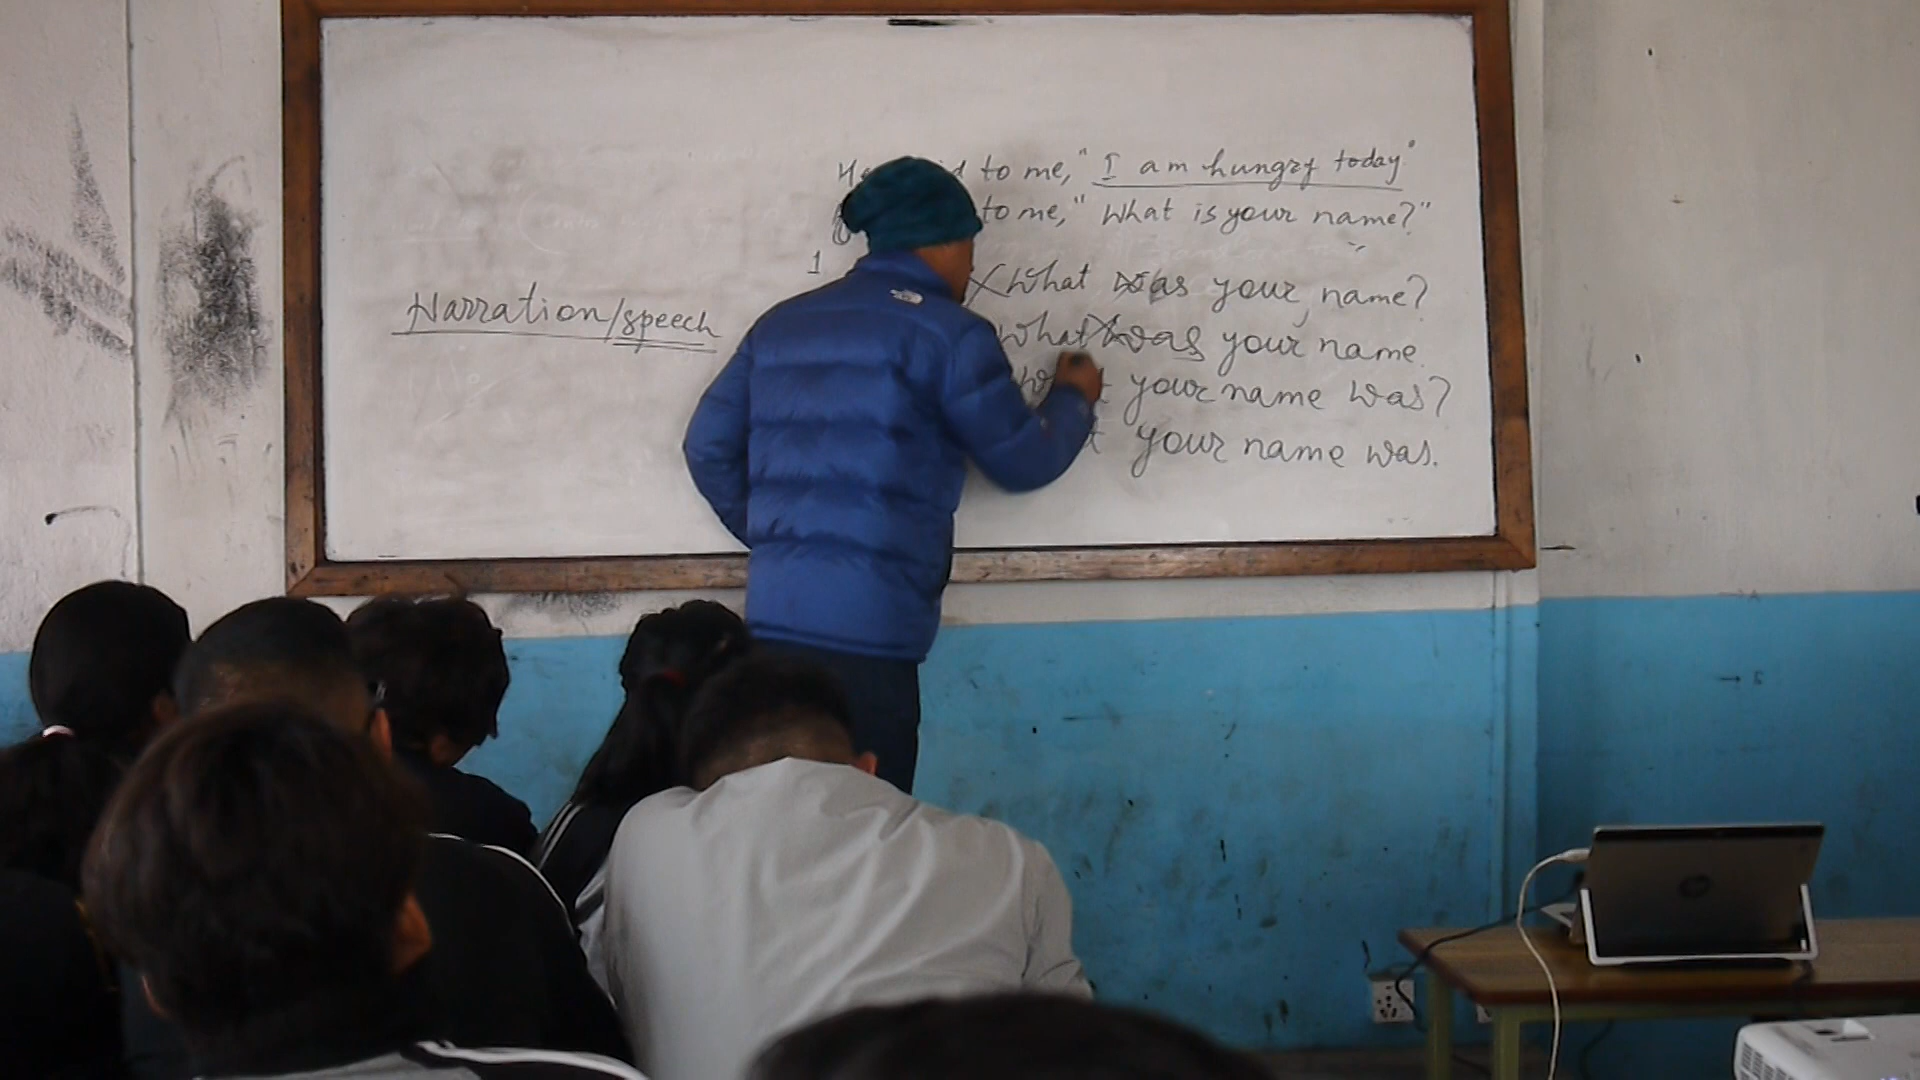 to me," I am hungry today"
to me," What is your name?"
1
What was your name?
Narration/speech
What was your name.
your name was?
your name was.